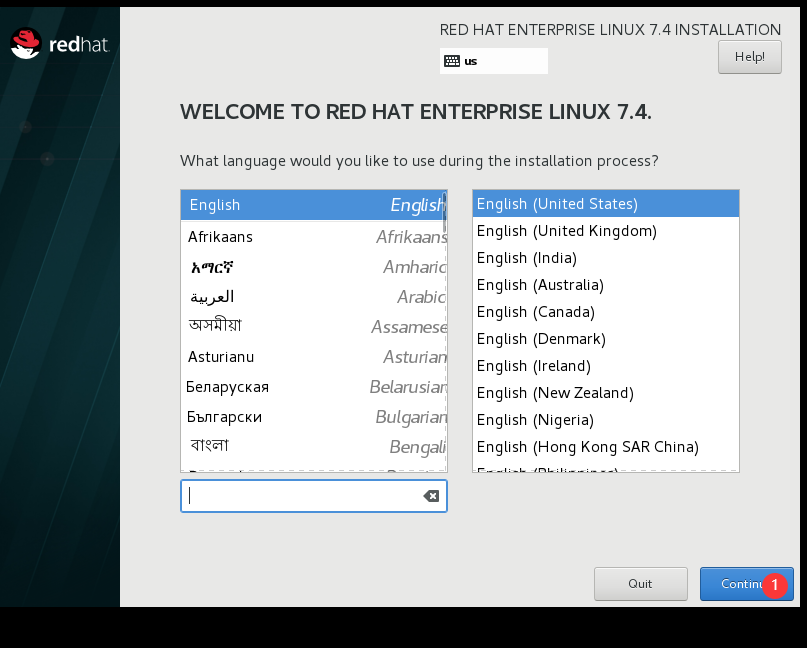 redhat
RED HAT ENTERPRISE LINUX 7.4 INSTALLATION
us
Help!
WELCOME TO RED HAT ENTERPRISE LINUX 7.4.
What language would you like to use during the installation process?
English English
Afrikaans Afrikaans
አማርኛ Amharic
العربية Arabic
অসমীয়া Assamese
Asturianu Asturian
Беларуская Belarusian
Български Bulgarian
বাংলা Bengali
English (United States)
English (United Kingdom)
English (India)
English (Australia)
English (Canada)
English (Denmark)
English (Ireland)
English (New Zealand)
English (Nigeria)
English (Hong Kong SAR China)
English (Philippines)
Quit
Continu 1